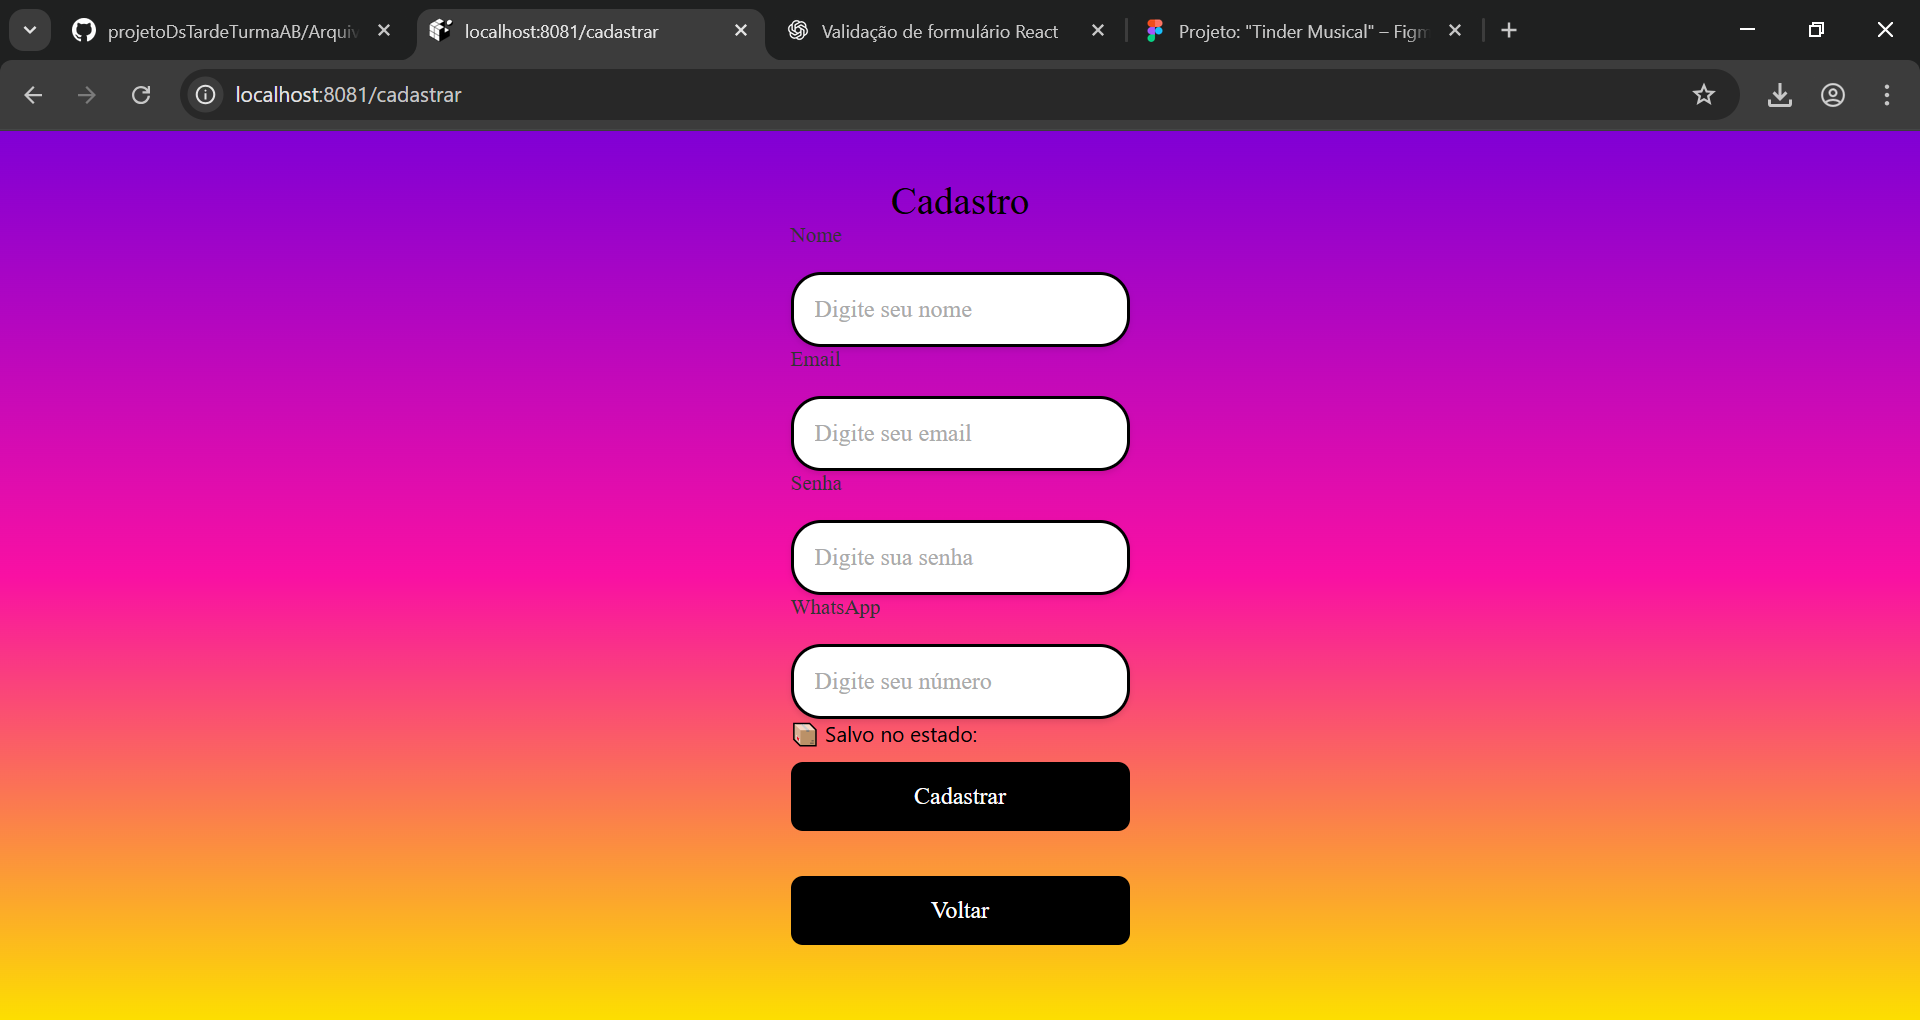 projetoDsTardeTurmaAB/Arquiv
localhost:8081/cadastrar
Validação de formulário React
Projeto: "Tinder Musical" – Figm
localhost:8081/cadastrar
Cadastro
Nome
Digite seu nome
Email
Digite seu email
Senha
Digite sua senha
WhatsApp
Digite seu número
📦 Salvo no estado:
Cadastrar
Voltar